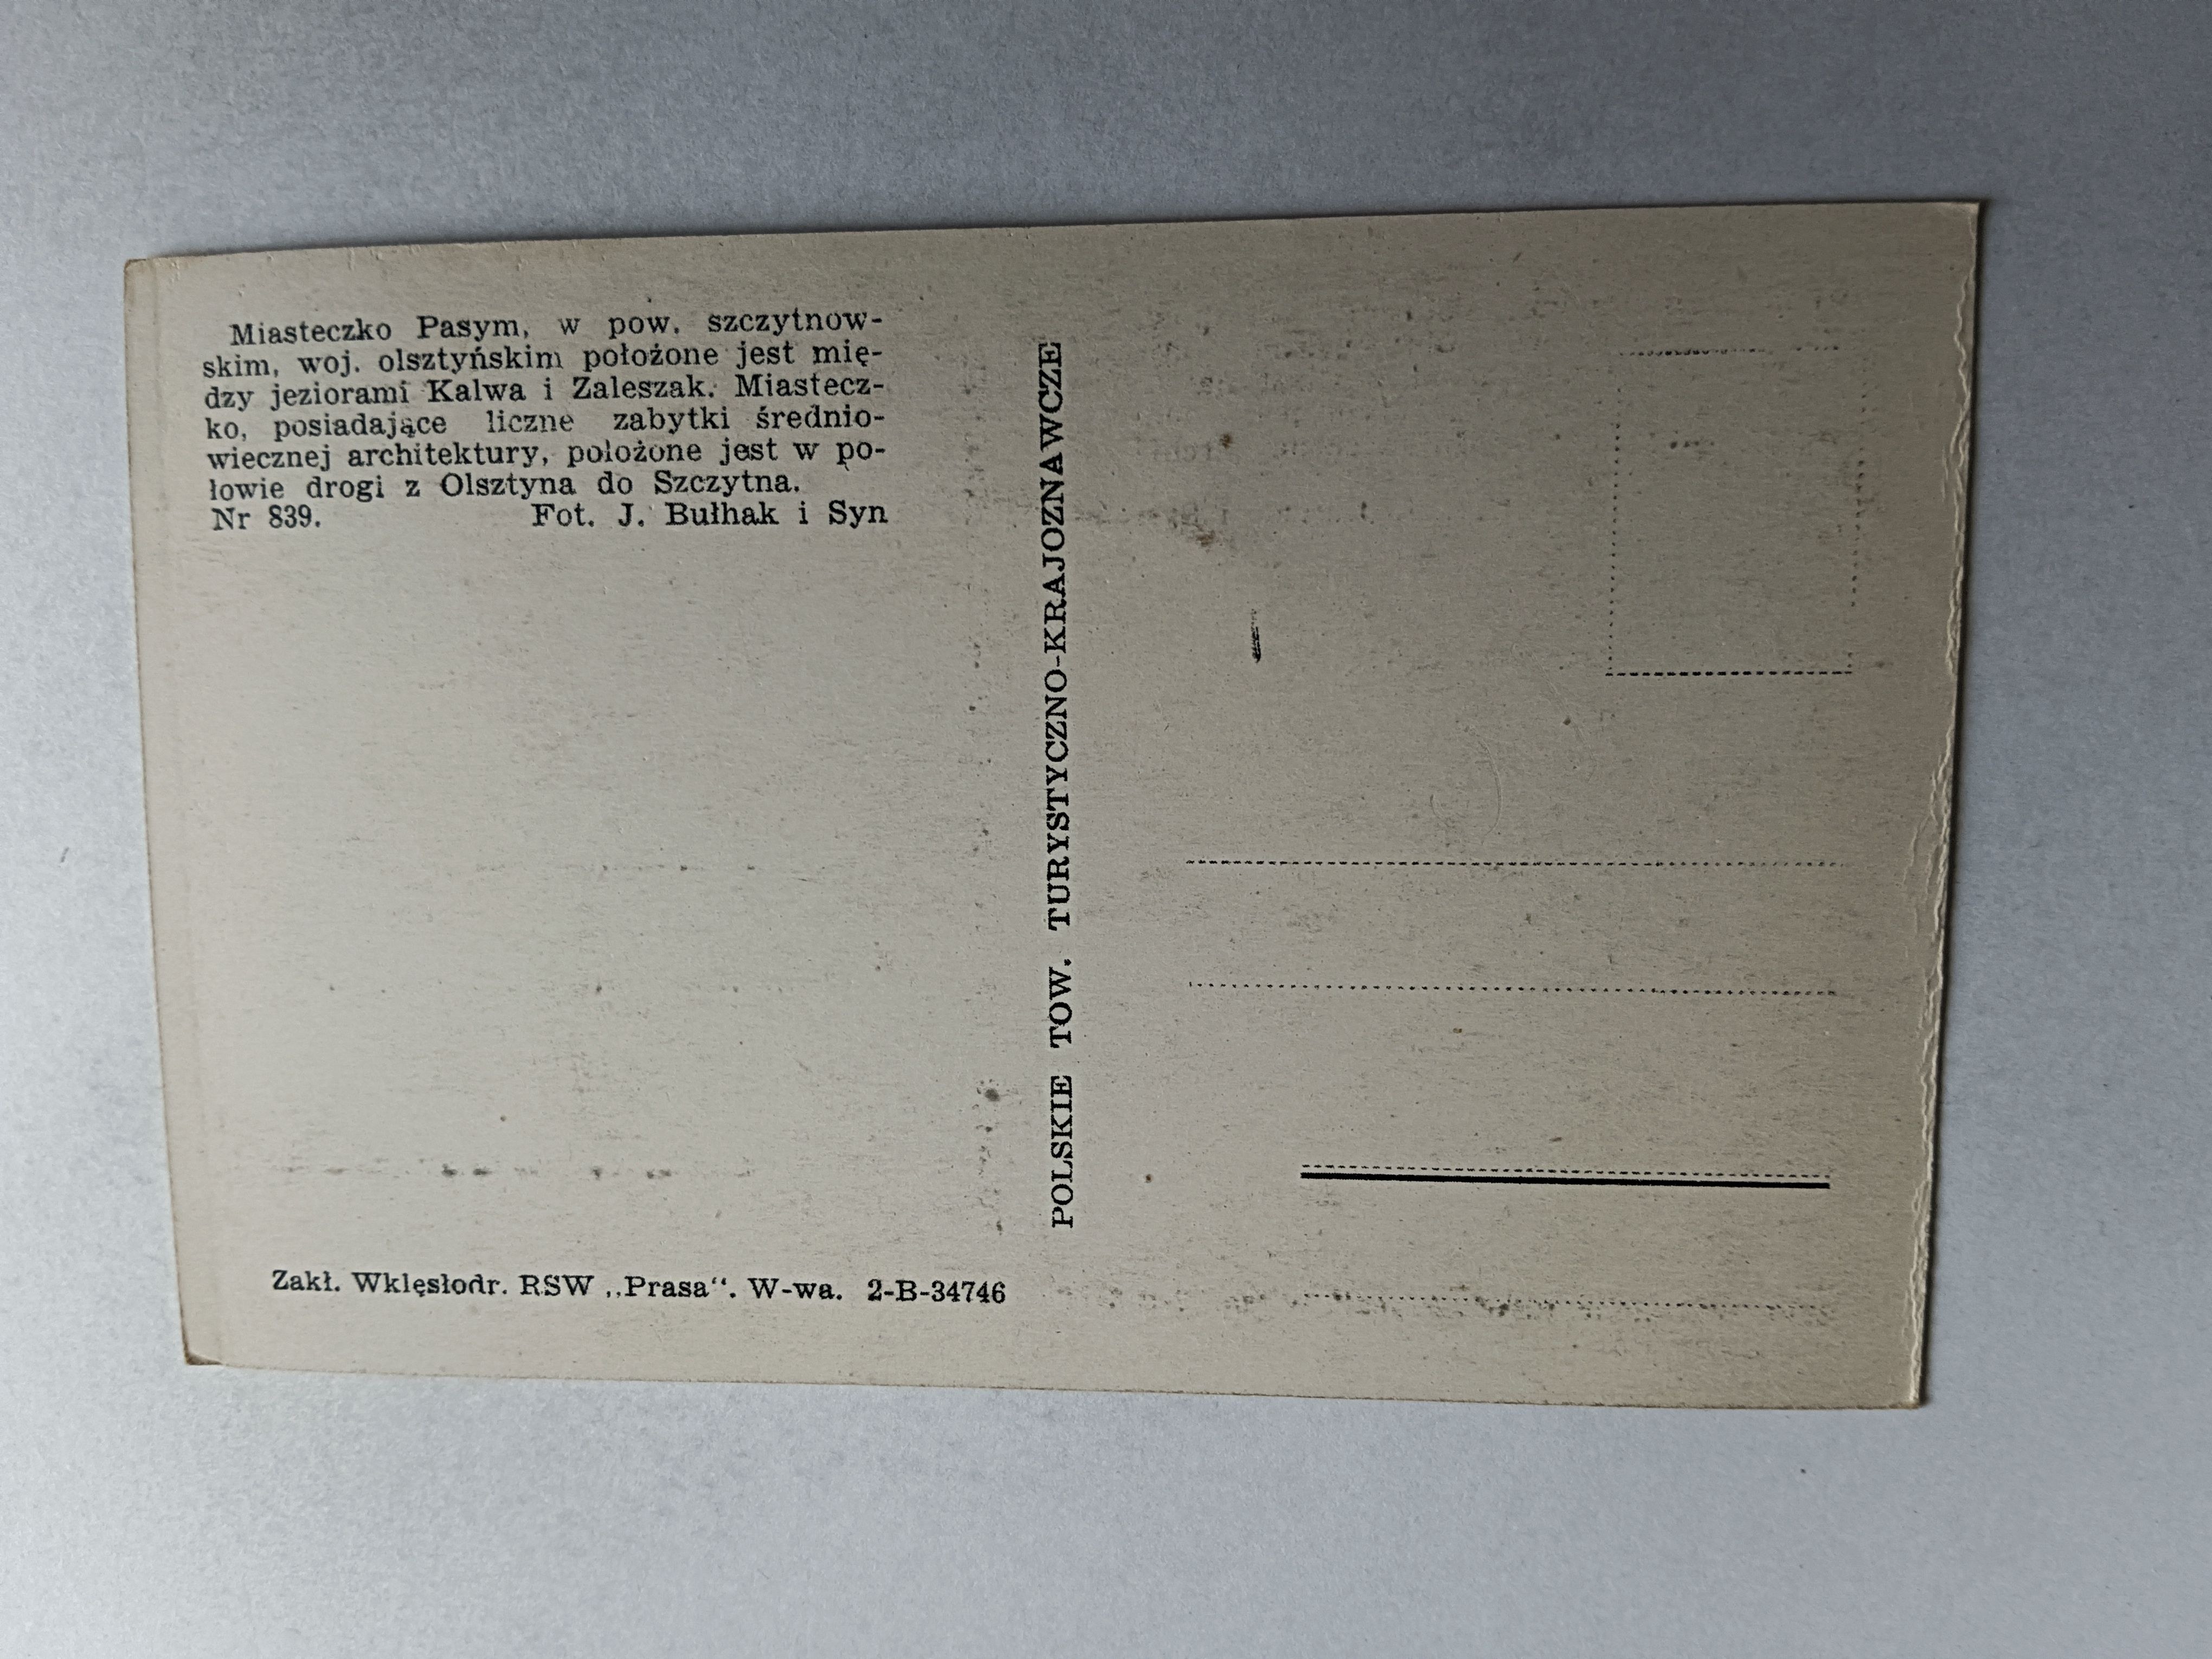 Miasteczko Pasym, w pow. szczytnow-
skim, woj. olsztyńskim położone jest mię-
dzy jeziorami Kalwa i Zaleszak. Miastecz-
ko, posiadające liczne zabytki średnio-
wiecznej architektury, położone jest w po-
łowie drogi z Olsztyna do Szczytna.
Nr 839. Fot. J. Bułhak i Syn
POLSKIE TOW. TURYSTYCZNO-KRAJOZNAWCZE
Zakł. Wklęsłodr. RSW „Prasa“. W-wa. 2-B-34746